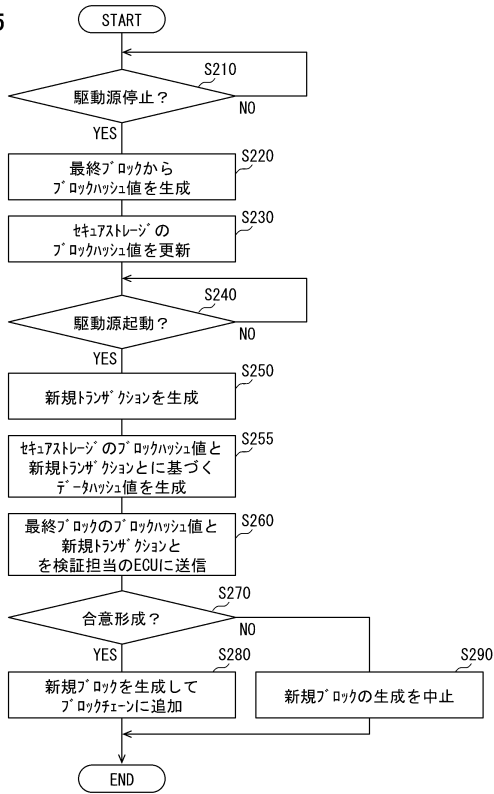 START
S210
駆動源停止？
NO
YES
S220
最終ブロックから
ブロックハッシュ値を生成
S230
セキュアストレージの
ブロックハッシュ値を更新
S240
駆動源起動？
NO
YES
S250
新規トランザクションを生成
S255
セキュアストレージのブロックハッシュ値と
新規トランザクションとに基づく
データハッシュ値を生成
S260
最終ブロックのブロックハッシュ値と
新規トランザクションと
を検証担当のECUに送信
S270
合意形成？
NO
YES
S280
新規ブロックを生成して
ブロックチェーンに追加
S290
新規ブロックの生成を中止
END